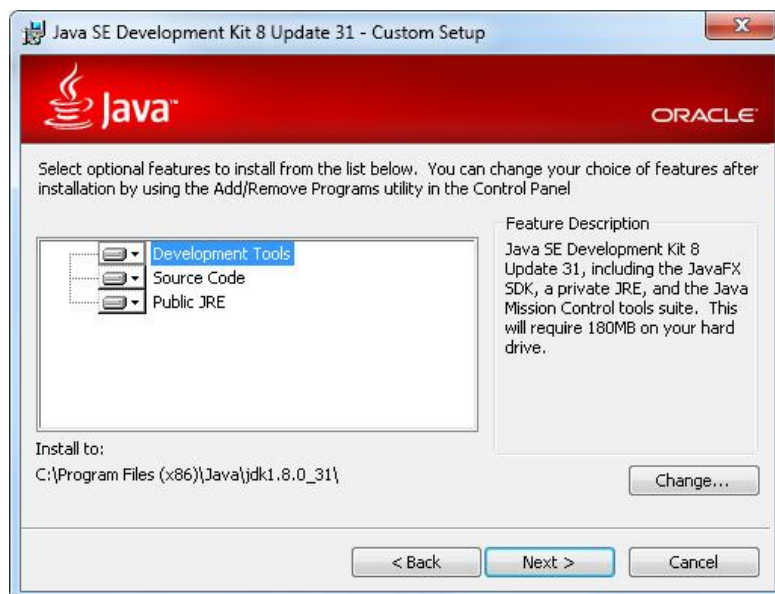 Java SE Development Kit 8 Update 31 - Custom Setup
Java™
ORACLE®
Select optional features to install from the list below. You can change your choice of features after
installation by using the Add/Remove Programs utility in the Control Panel
Development Tools
Source Code
Public JRE
Feature Description
Java SE Development Kit 8
Update 31, including the JavaFX
SDK, a private JRE, and the Java
Mission Control tools suite. This
will require 180MB on your hard
drive.
Install to:
C:\Program Files (x86)\Java\jdk1.8.0_31\
Change...
< Back
Next >
Cancel